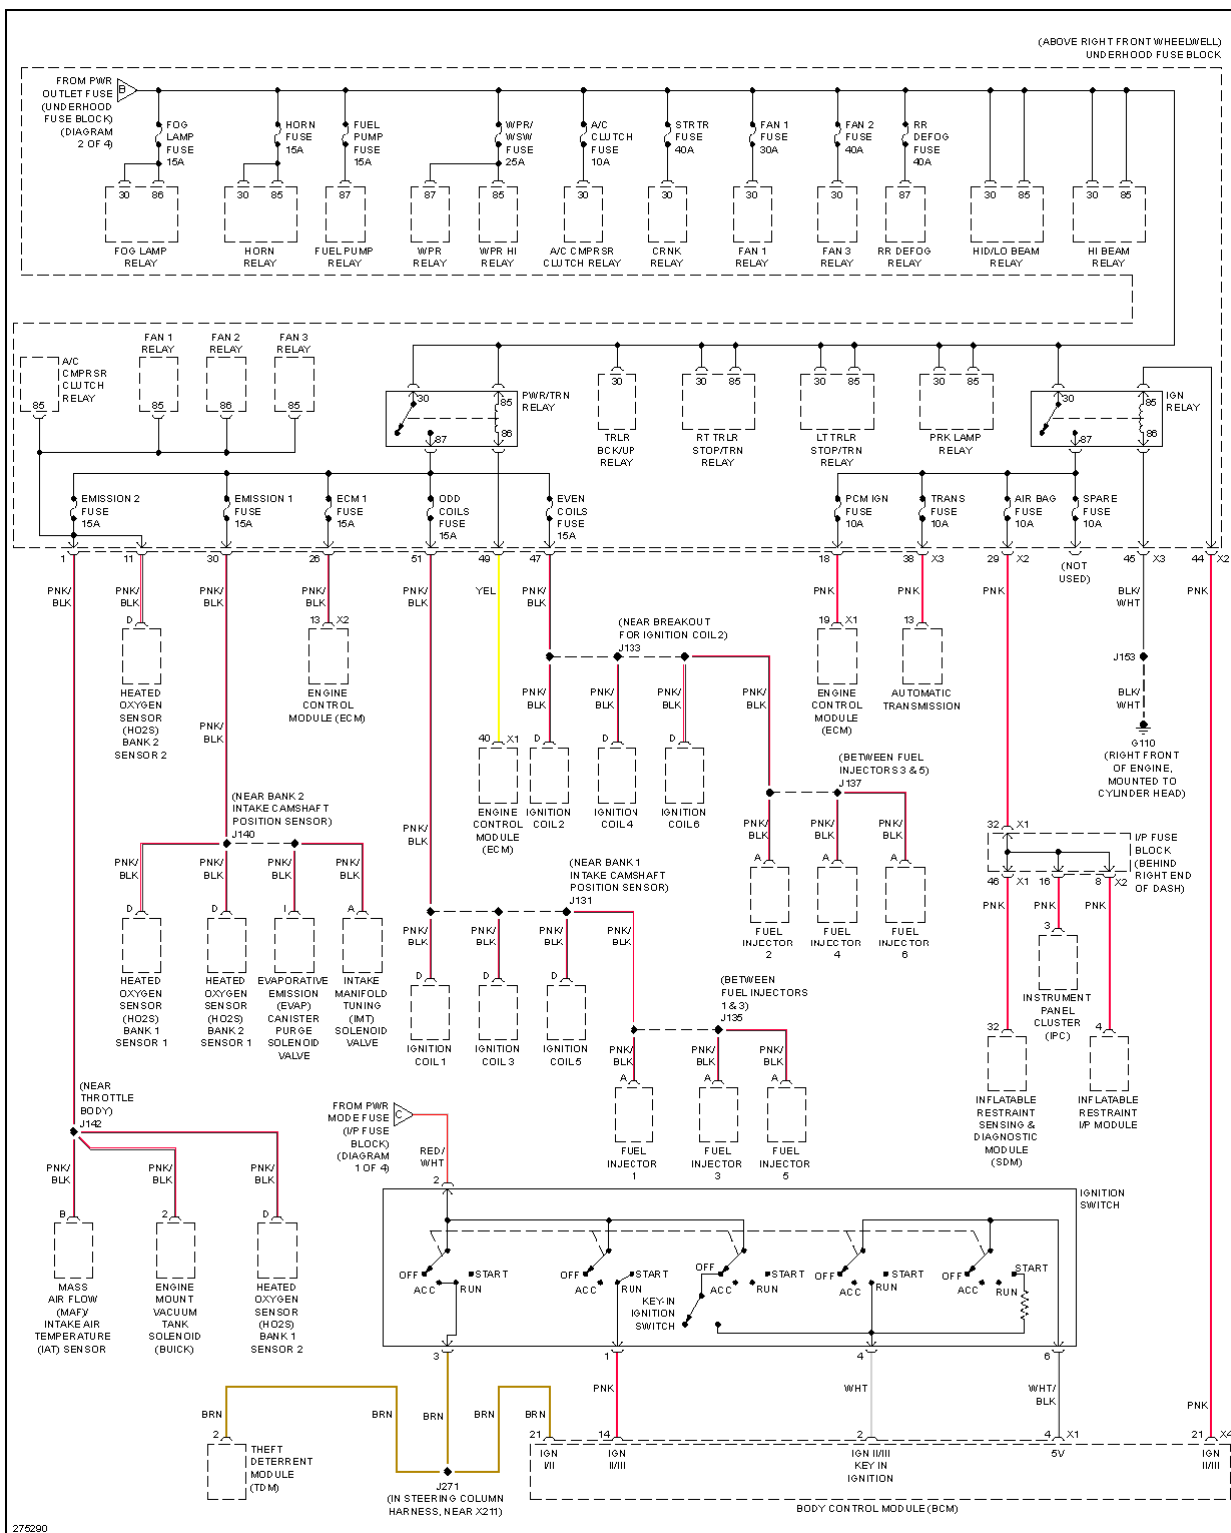 (ABOVE RIGHT FRONT WHEELWELL)
UNDERHOOD FUSE BLOCK
FROM PWR
OUTLET FUSE
(UNDERHOOD
FUSE BLOCK)
(DIAGRAM
2 OF 4)
B
FOG
LAMP
FUSE
15A
HORN
FUSE
15A
FUEL
PUMP
FUSE
15A
WPR/
WSW
FUSE
25A
A/C
CLUTCH
FUSE
10A
STRTR
FUSE
40A
FAN 1
FUSE
30A
FAN 2
FUSE
40A
RR
DEFOG
FUSE
40A
30 86 30 85 87 87 85 30 30 30 30 87 30 85 30 85
FOG LAMP
RELAY
HORN
RELAY
FUEL PUMP
RELAY
WPR
RELAY
WPR HI
RELAY
A/C CMPRSR
CLUTCH RELAY
CRNK
RELAY
FAN 1
RELAY
FAN 3
RELAY
RR DEFOG
RELAY
HID/LO BEAM
RELAY
HI BEAM
RELAY
A/C
CMPRSR
CLUTCH
RELAY
FAN 1
RELAY
FAN 2
RELAY
FAN 3
RELAY
85 85 86 85
30 85
87 86
PWR/TRN
RELAY
30
TRLR
BCK/UP
RELAY
30 85
RT TRLR
STOP/TRN
RELAY
30 85
LT TRLR
STOP/TRN
RELAY
30 85
PRK LAMP
RELAY
30 85
87 86
IGN
RELAY
EMISSION 2
FUSE
15A
EMISSION 1
FUSE
15A
ECM 1
FUSE
15A
ODD
COILS
FUSE
15A
EVEN
COILS
FUSE
15A
PCM IGN
FUSE
10A
TRANS
FUSE
10A
AIR BAG
FUSE
10A
SPARE
FUSE
10A
1 11 30 26 51 49 47 18 38 X3 29 X2 45 X3 44 X2
(NOT
USED)
PNK/
BLK
PNK/
BLK
PNK/
BLK
PNK/
BLK
PNK/
BLK
YEL
PNK/
BLK
PNK
PNK
PNK
BLK/
WHT
PNK
D
HEATED
OXYGEN
SENSOR
(HO2S)
BANK 2
SENSOR 2
13 X2
ENGINE
CONTROL
MODULE (ECM)
(NEAR BREAKOUT
FOR IGNITION COIL 2)
J133
19 X1
ENGINE
CONTROL
MODULE
(ECM)
13
AUTOMATIC
TRANSMISSION
J153
BLK/
WHT
G110
(RIGHT FRONT
OF ENGINE,
MOUNTED TO
CYLINDER HEAD)
PNK/
BLK
PNK/
BLK
PNK/
BLK
PNK/
BLK
PNK/
BLK
40 X1
ENGINE
CONTROL
MODULE
(ECM)
D
IGNITION
COIL 2
D
IGNITION
COIL 4
D
IGNITION
COIL 6
(BETWEEN FUEL
INJECTORS 3 & 5)
J137
PNK/
BLK
PNK/
BLK
PNK/
BLK
A
FUEL
INJECTOR
2
A
FUEL
INJECTOR
4
A
FUEL
INJECTOR
6
32 X1
I/P FUSE
BLOCK
(BEHIND
RIGHT END
OF DASH)
46 X1 16 8 X2
PNK
PNK
PNK
3
INSTRUMENT
PANEL
CLUSTER
(IPC)
32
INFLATABLE
RESTRAINT
SENSING &
DIAGNOSTIC
MODULE
(SDM)
4
INFLATABLE
RESTRAINT
I/P MODULE
(NEAR BANK 2
INTAKE CAMSHAFT
POSITION SENSOR)
J140
PNK/
BLK
PNK/
BLK
PNK/
BLK
PNK/
BLK
PNK/
BLK
D
HEATED
OXYGEN
SENSOR
(HO2S)
BANK 1
SENSOR 1
D
HEATED
OXYGEN
SENSOR
(HO2S)
BANK 2
SENSOR 1
I
EVAPORATIVE
EMISSION
(EVAP)
CANISTER
PURGE
SOLENOID
VALVE
A
INTAKE
MANIFOLD
TUNING
(IMT)
SOLENOID
VALVE
(NEAR BANK 1
INTAKE CAMSHAFT
POSITION SENSOR)
J131
PNK/
BLK
PNK/
BLK
PNK/
BLK
PNK/
BLK
D
IGNITION
COIL 1
D
IGNITION
COIL 3
D
IGNITION
COIL 5
(BETWEEN
FUEL INJECTORS
1 & 3)
J135
PNK/
BLK
PNK/
BLK
PNK/
BLK
A
FUEL
INJECTOR
1
A
FUEL
INJECTOR
3
A
FUEL
INJECTOR
5
(NEAR
THROTTLE
BODY)
J142
PNK/
BLK
PNK/
BLK
PNK/
BLK
B
MASS
AIR FLOW
(MAF)/
INTAKE AIR
TEMPERATURE
(IAT) SENSOR
2
ENGINE
MOUNT
VACUUM
TANK
SOLENOID
(BUICK)
D
HEATED
OXYGEN
SENSOR
(HO2S)
BANK 1
SENSOR 2
FROM PWR
MODE FUSE
(I/P FUSE
BLOCK)
(DIAGRAM
1 OF 4)
C
RED/
WHT
2
IGNITION
SWITCH
OFF ACC RUN START
OFF ACC RUN START
OFF ACC RUN START
OFF ACC RUN START
OFF ACC RUN START
KEY-IN
IGNITION
SWITCH
3 1 4 6
PNK
WHT
WHT/
BLK
PNK
BRN BRN BRN BRN BRN
2
THEFT
DETERRENT
MODULE
(TDM)
J271
(IN STEERING COLUMN
HARNESS, NEAR X211)
21 14 2 4 X1 21 X4
IGN
I/II
IGN
II/III
IGN II/III
KEY IN
IGNITION
5V
IGN
II/III
BODY CONTROL MODULE (BCM)
275290